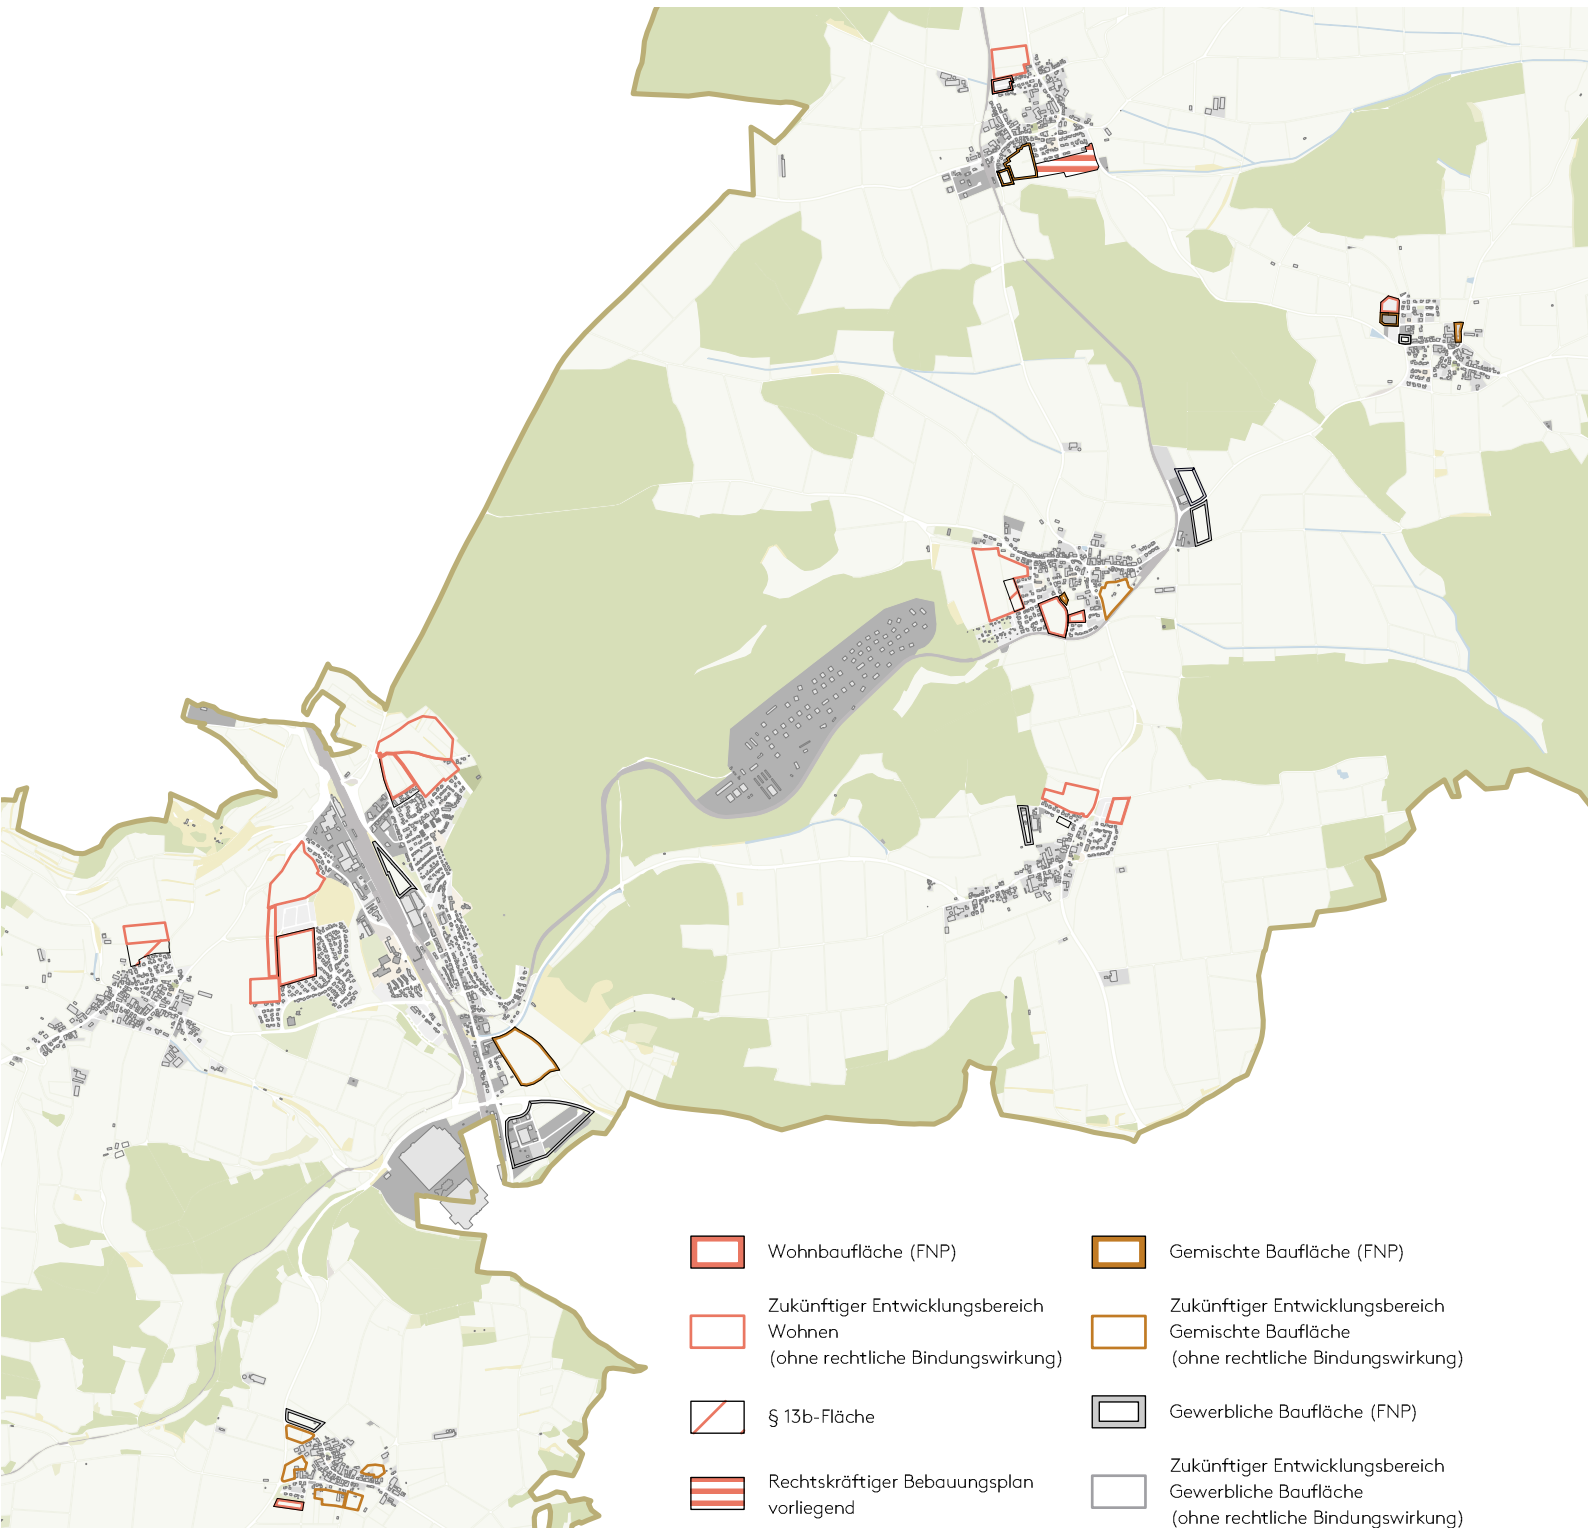 Wohnbaufläche (FNP)
Zukünftiger Entwicklungsbereich
Wohnen
(ohne rechtliche Bindungswirkung)
§ 13b-Fläche
Rechtskräftiger Bebauungsplan
vorliegend
Gemischte Baufläche (FNP)
Zukünftiger Entwicklungsbereich
Gemischte Baufläche
(ohne rechtliche Bindungswirkung)
Gewerbliche Baufläche (FNP)
Zukünftiger Entwicklungsbereich
Gewerbliche Baufläche
(ohne rechtliche Bindungswirkung)